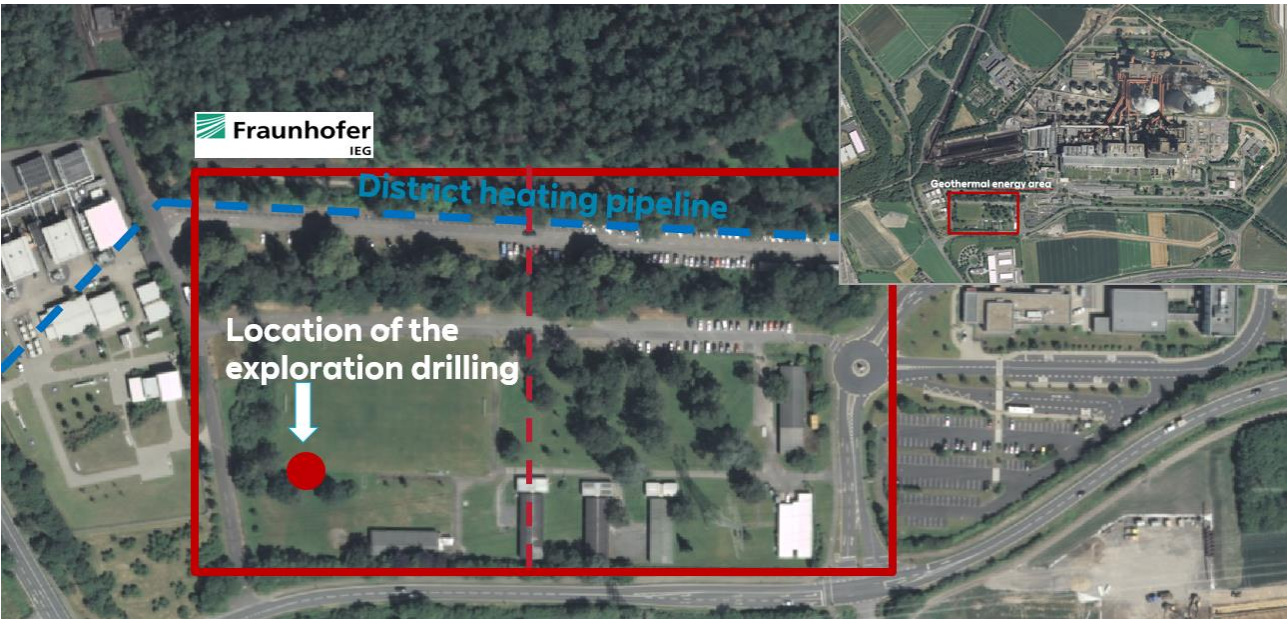 Fraunhofer
IEG
District heating pipeline
Geothermal energy area
Location of the
exploration drilling